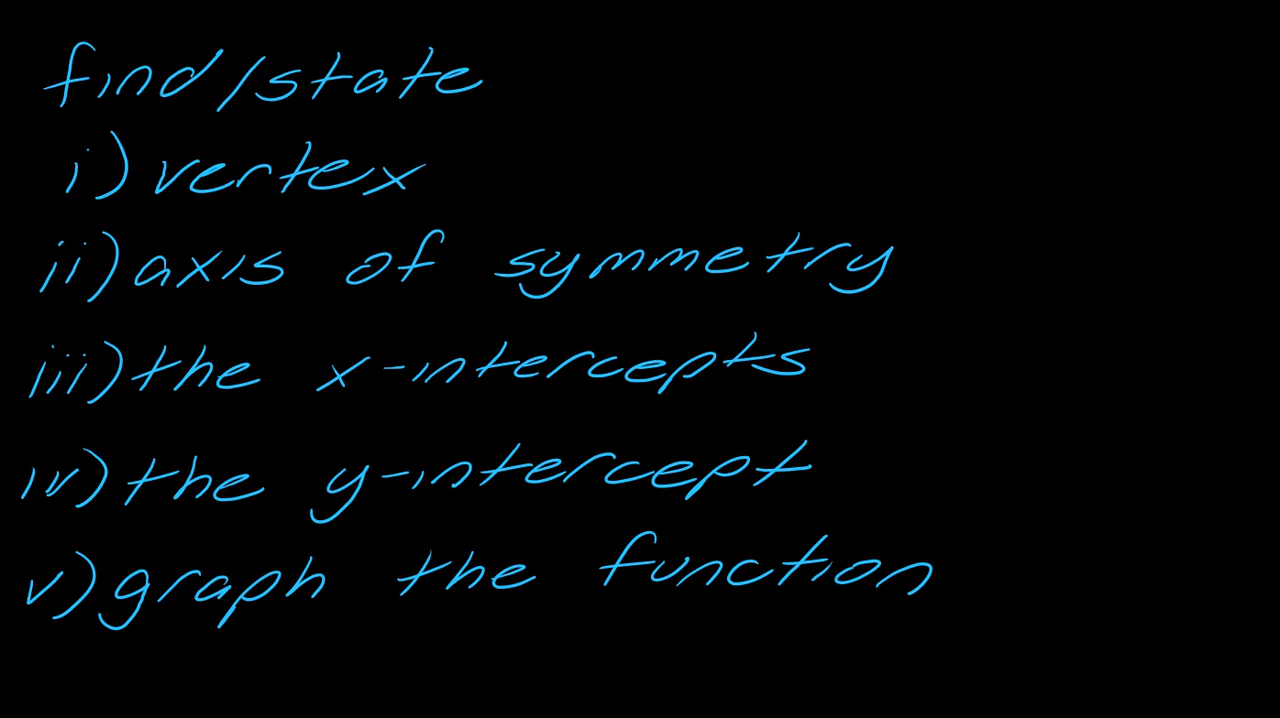 find/state
i) vertex
ii) axis of symmetry
iii) the x-intercepts
iv) the y-intercept
v) graph the function